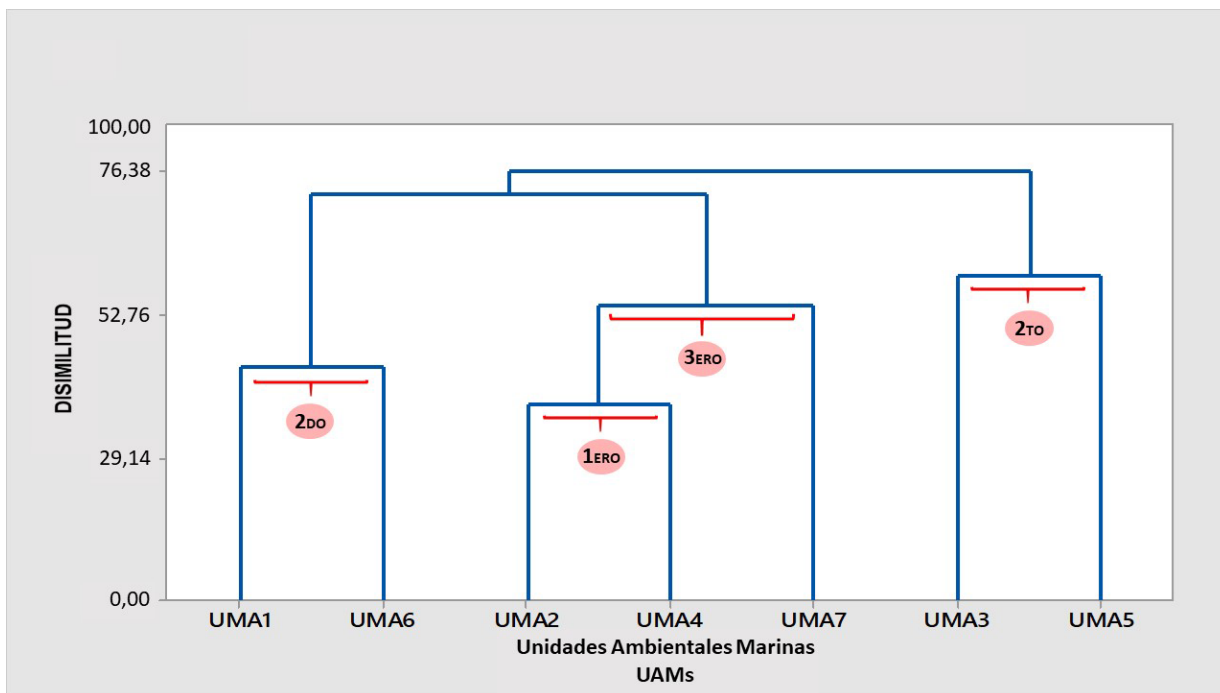 100,00
76,38
52,76
29,14
0,00
DISIMILITUD
2DO
1ERO
3ERO
2TO
UMA1 UMA6 UMA2 UMA4 UMA7 UMA3 UMA5
Unidades Ambientales Marinas
UAMs